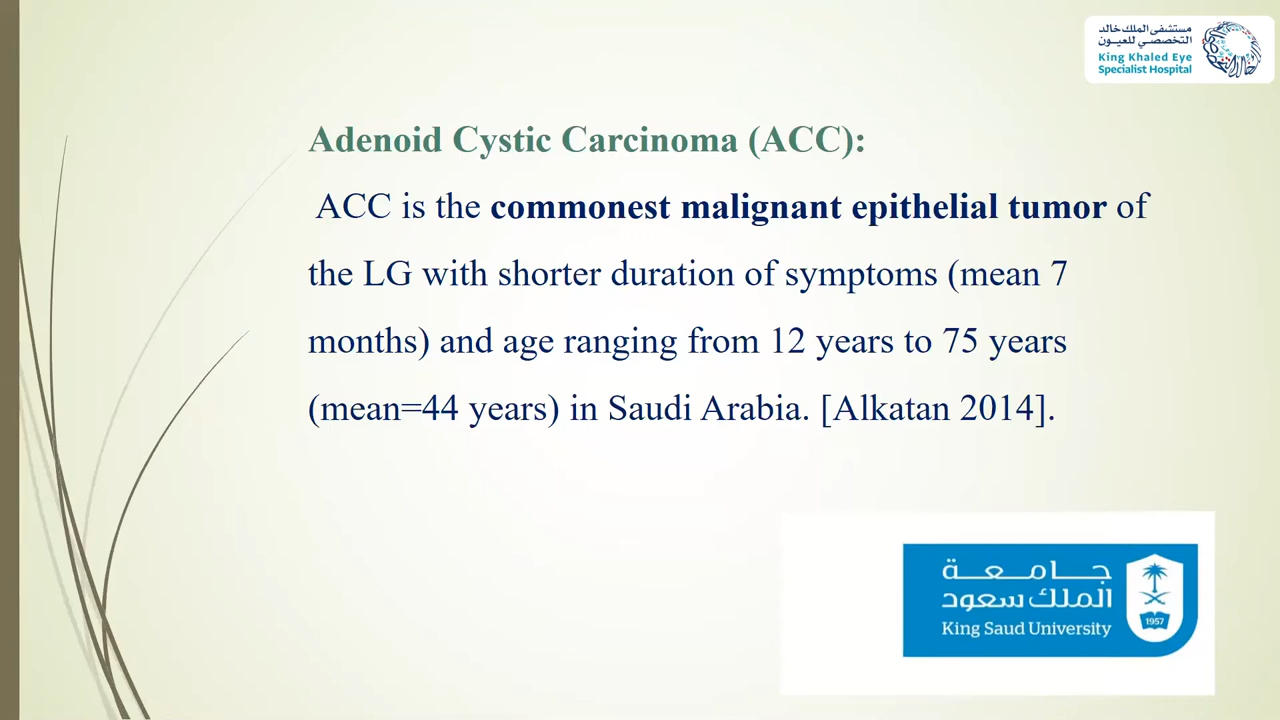 مستشفى الملك خالد
التخصصي للعيون
King Khaled Eye
Specialist Hospital
Adenoid Cystic Carcinoma (ACC):
ACC is the commonest malignant epithelial tumor of
the LG with shorter duration of symptoms (mean 7
months) and age ranging from 12 years to 75 years
(mean=44 years) in Saudi Arabia. [Alkatan 2014].
جامعة
الملك سعود
King Saud University
1957